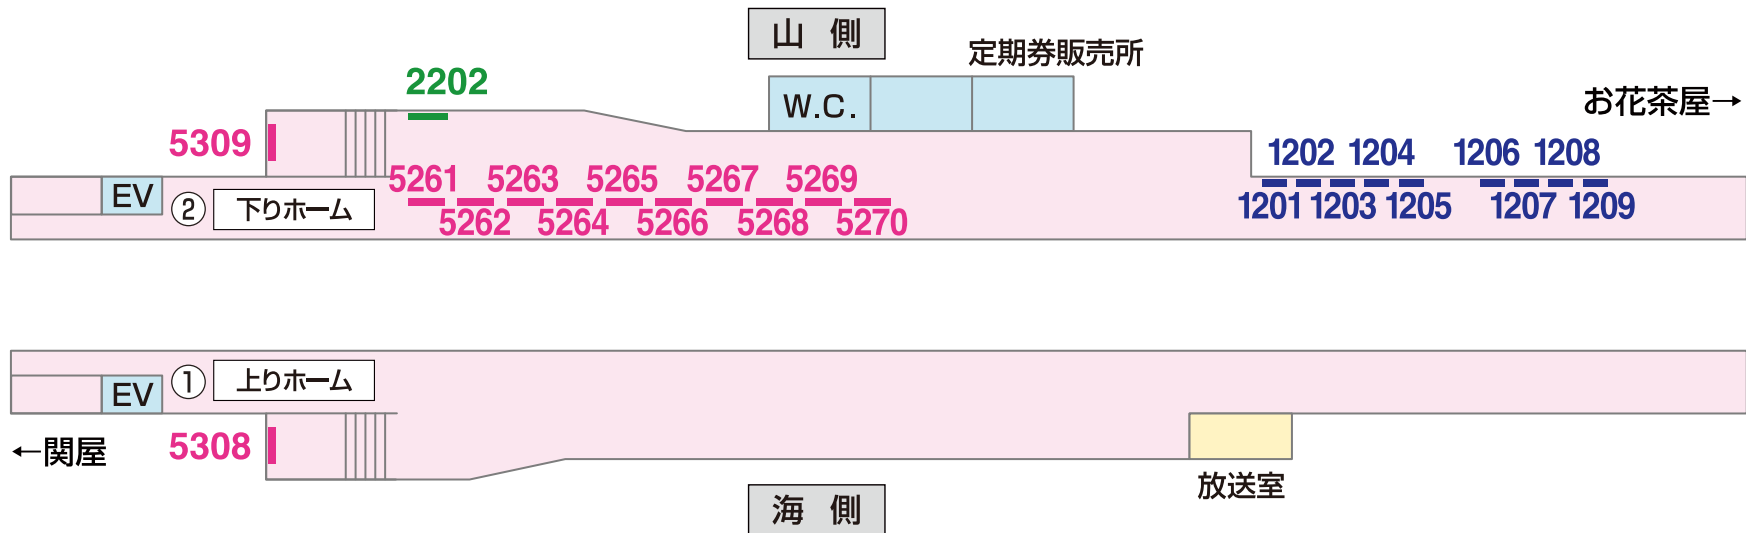 山 側
定期券販売所
2202
W.C.
お花茶屋→
5309
1202 1204 1206 1208
5261 5263 5265 5267 5269
EV
② 下りホーム
1201 1203 1205 1207 1209
5262 5264 5266 5268 5270
① 上りホーム
EV
←関屋
5308
放送室
海 側